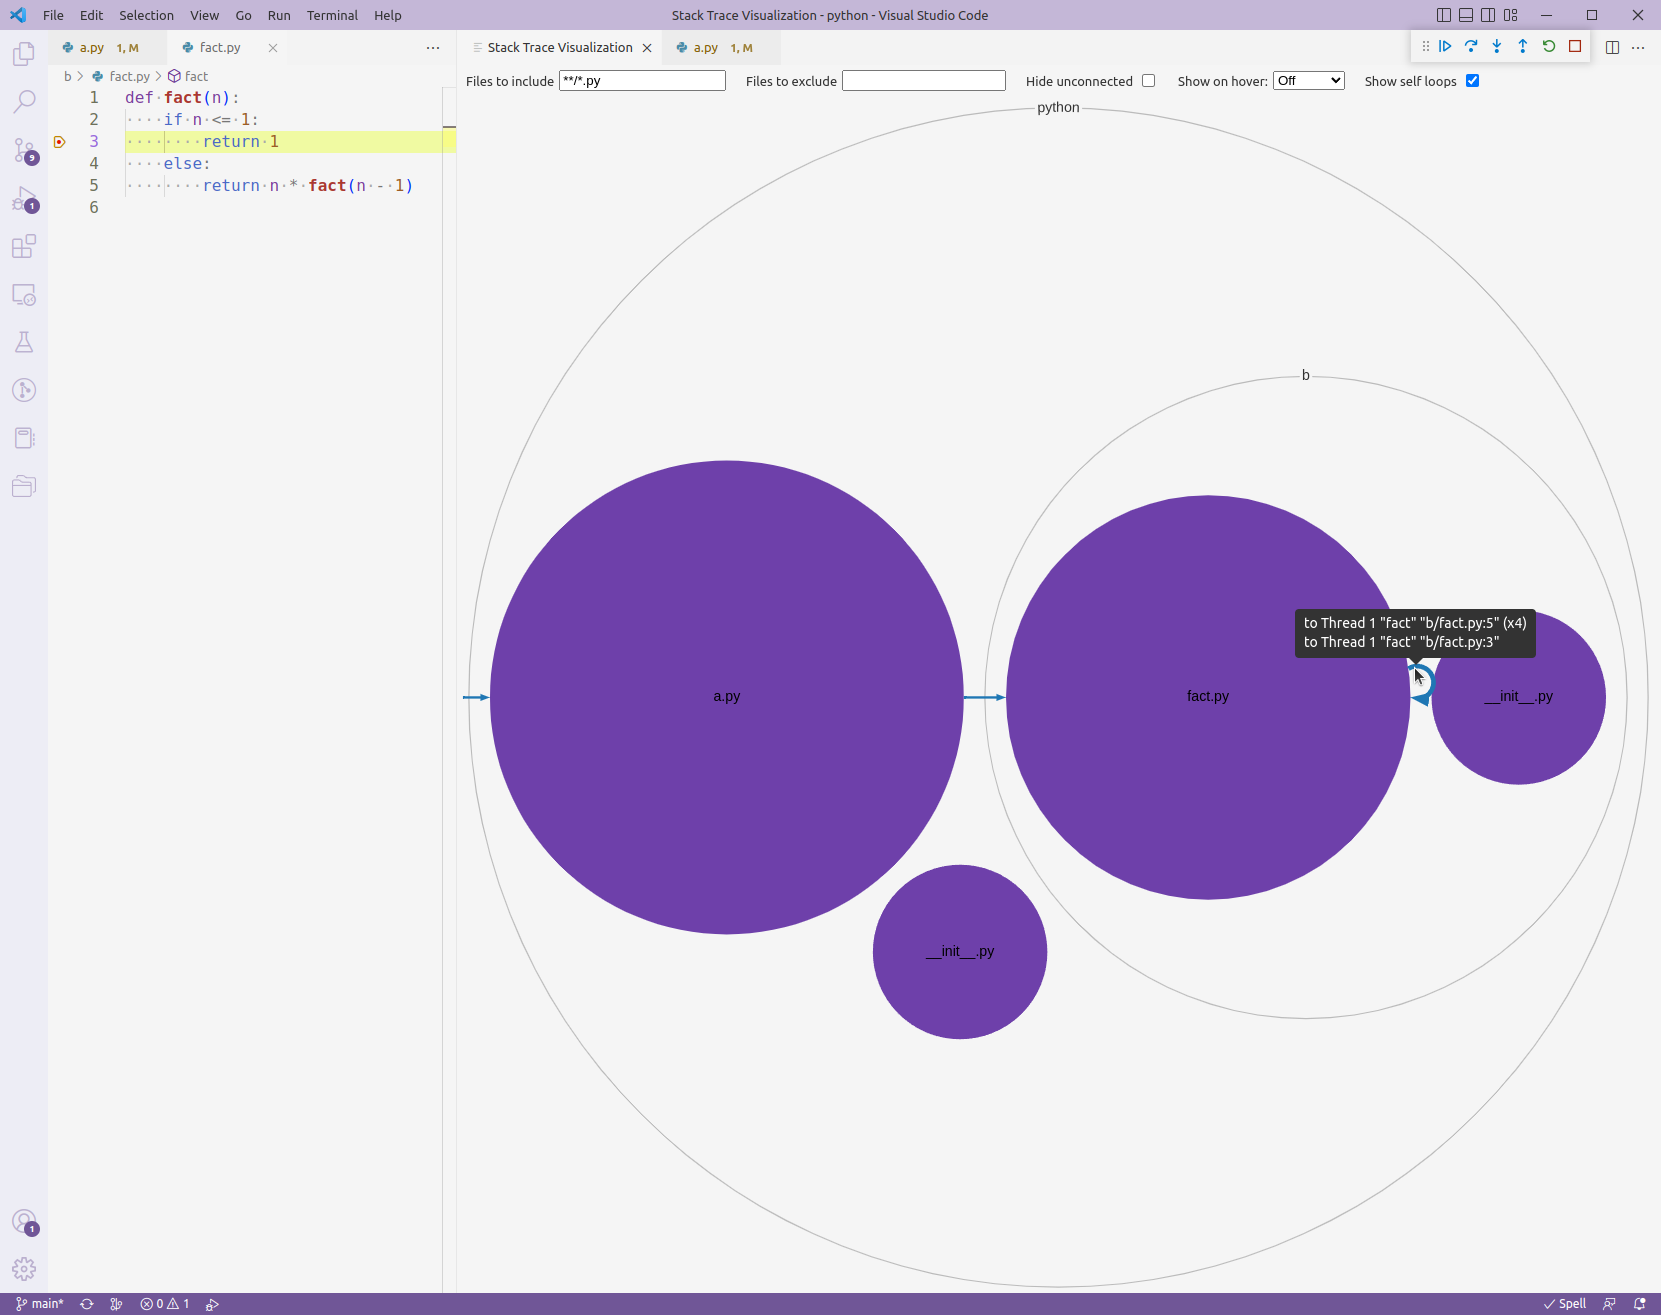 File Edit Selection View Go Run Terminal Help
Stack Trace Visualization - python - Visual Studio Code
a.py 1, M
fact.py
b > fact.py > fact
1 def·fact(n):
2 ····if·n·<=·1:
3 ········return·1
4 ····else:
5 ········return·n·*·fact(n·-·1)
6
Stack Trace Visualization
a.py 1, M
Files to include **/*.py Files to exclude Hide unconnected Show on hover: Off Show self loops
python
b
to Thread 1 "fact" "b/fact.py:5" (x4)
to Thread 1 "fact" "b/fact.py:3"
a.py
fact.py
__init__.py
__init__.py
9
1
1
main* 0 1 Spell